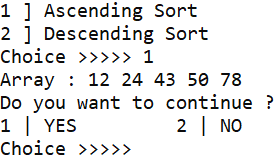 1 ] Ascending Sort
2 ] Descending Sort
Choice >>>>> 1
Array : 12 24 43 50 78
Do you want to continue ?
1 | YES          2 | NO
Choice >>>>>